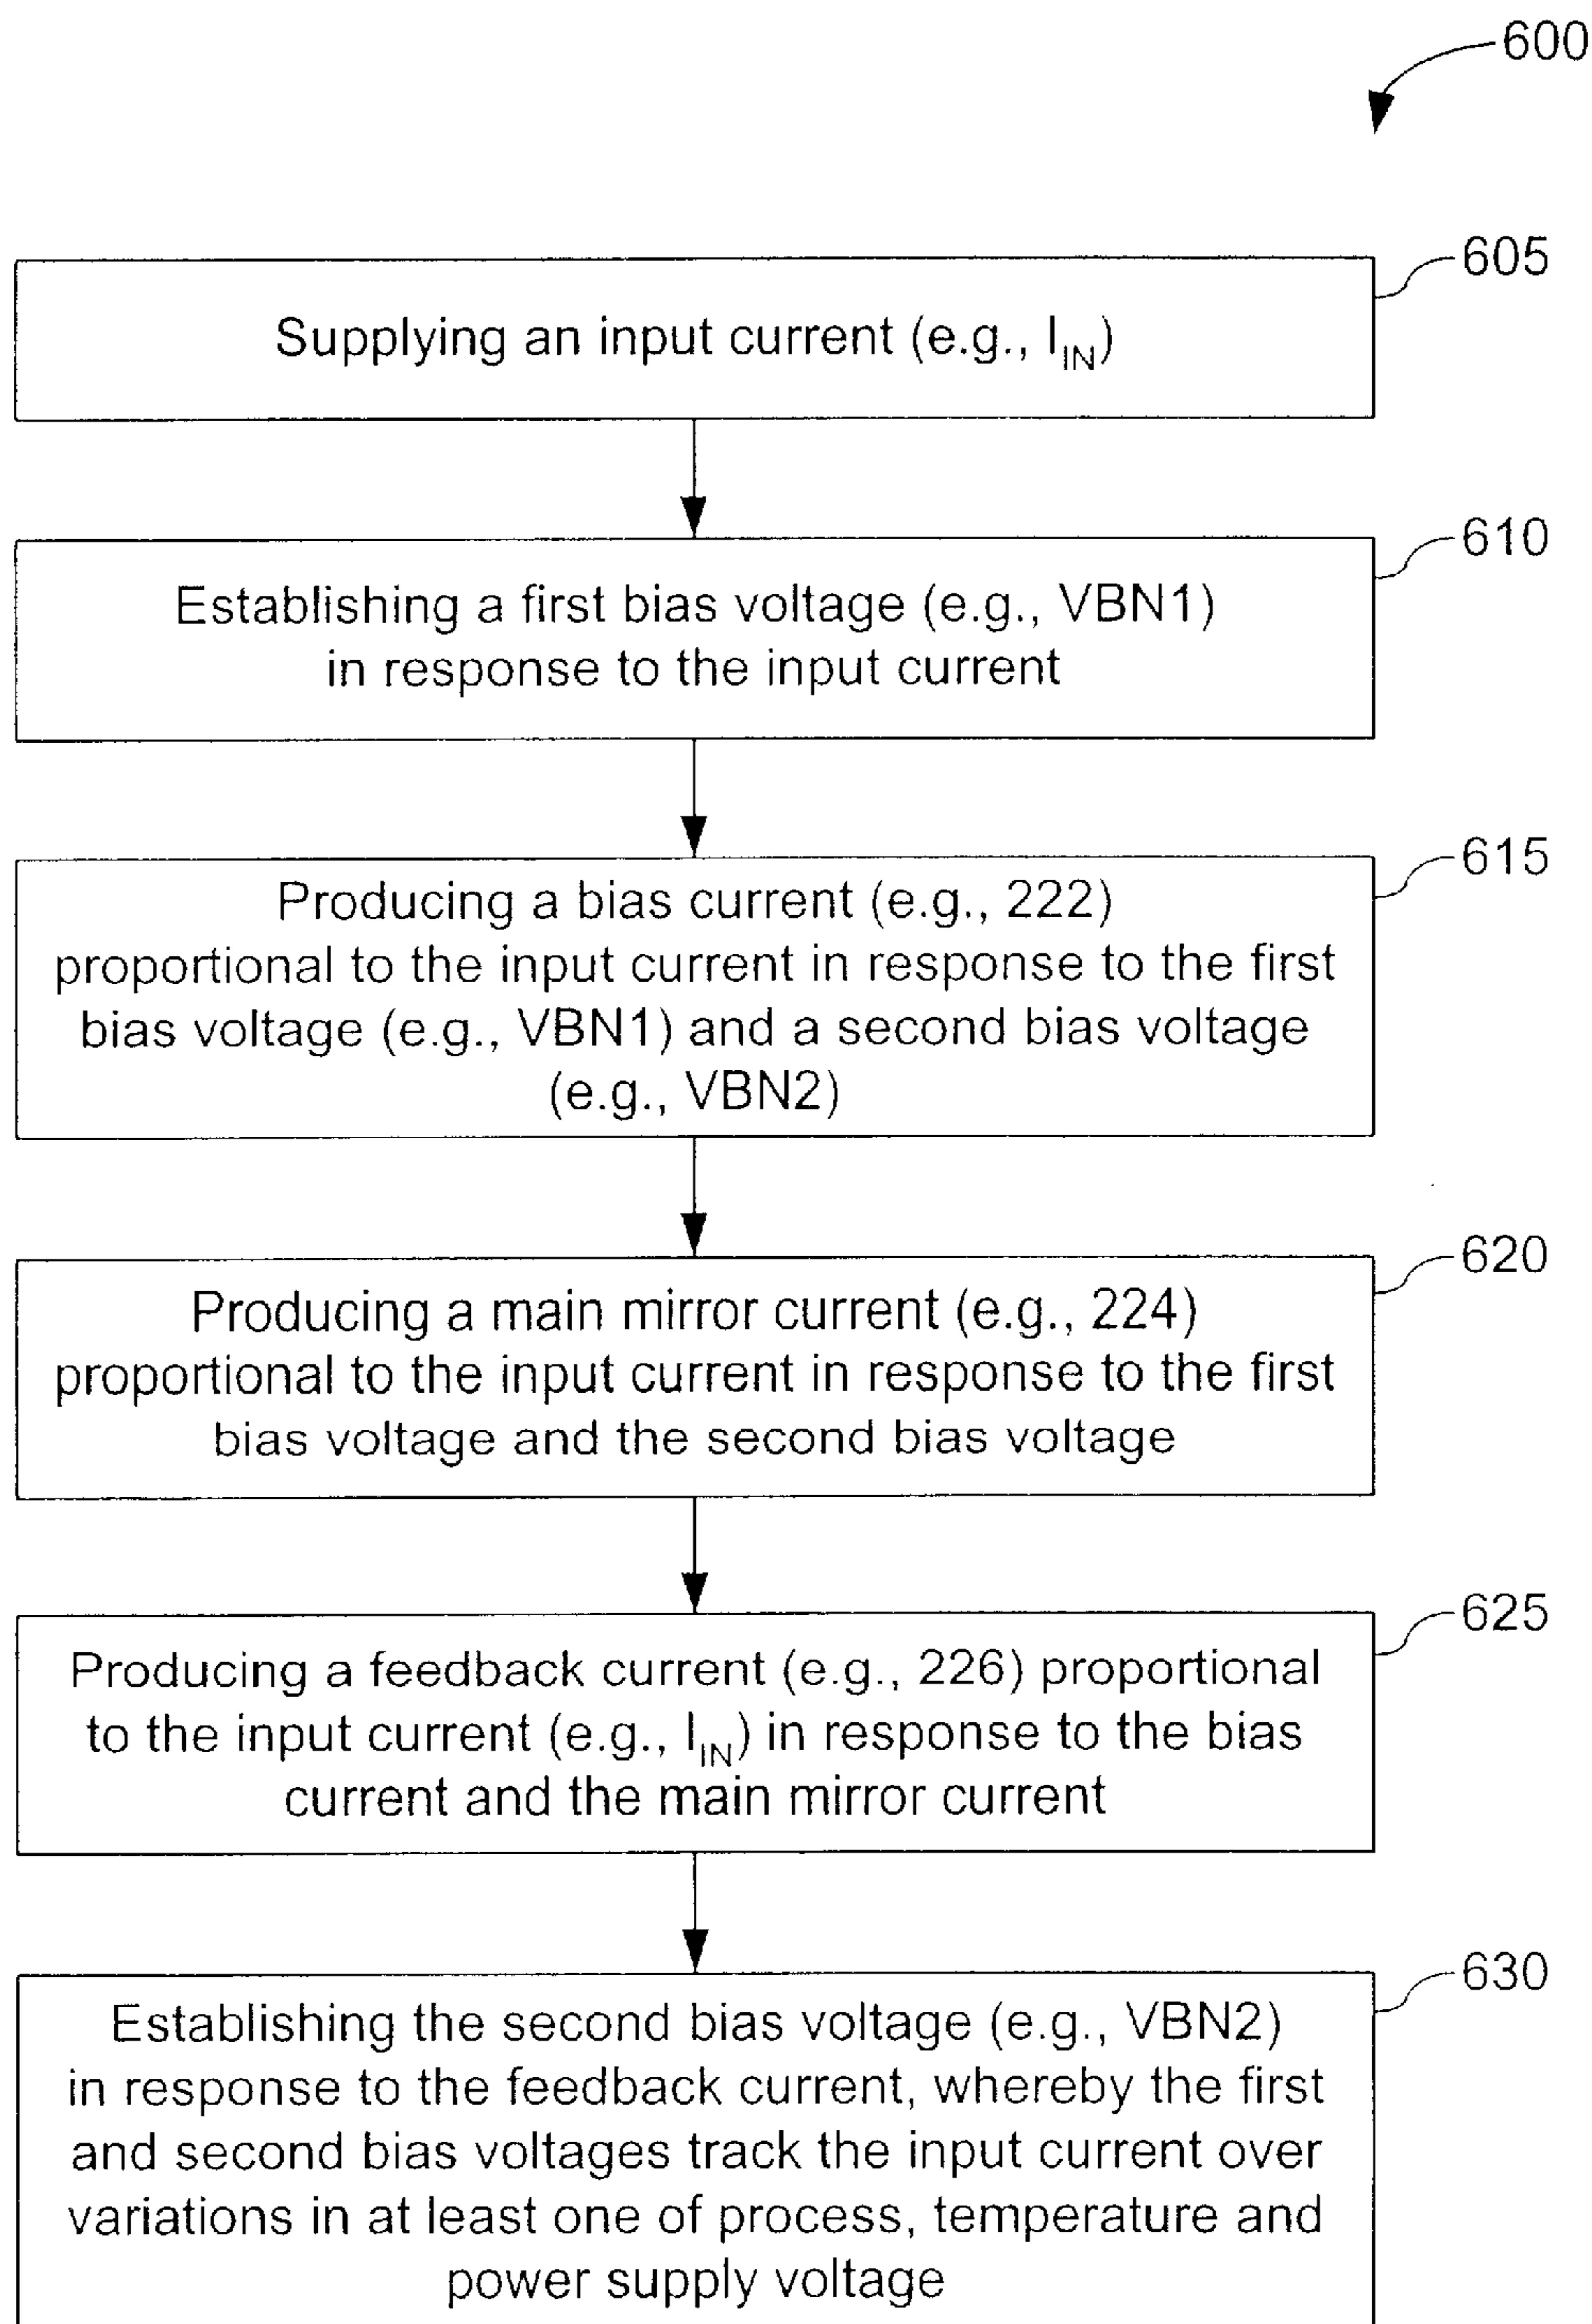 600
605
Supplying an input current (e.g., I_IN)
610
Establishing a first bias voltage (e.g., VBN1)
in response to the input current
615
Producing a bias current (e.g., 222)
proportional to the input current in response to the first
bias voltage (e.g., VBN1) and a second bias voltage
(e.g., VBN2)
620
Producing a main mirror current (e.g., 224)
proportional to the input current in response to the first
bias voltage and the second bias voltage
625
Producing a feedback current (e.g., 226) proportional
to the input current (e.g., I_IN) in response to the bias
current and the main mirror current
630
Establishing the second bias voltage (e.g., VBN2)
in response to the feedback current, whereby the first
and second bias voltages track the input current over
variations in at least one of process, temperature and
power supply voltage